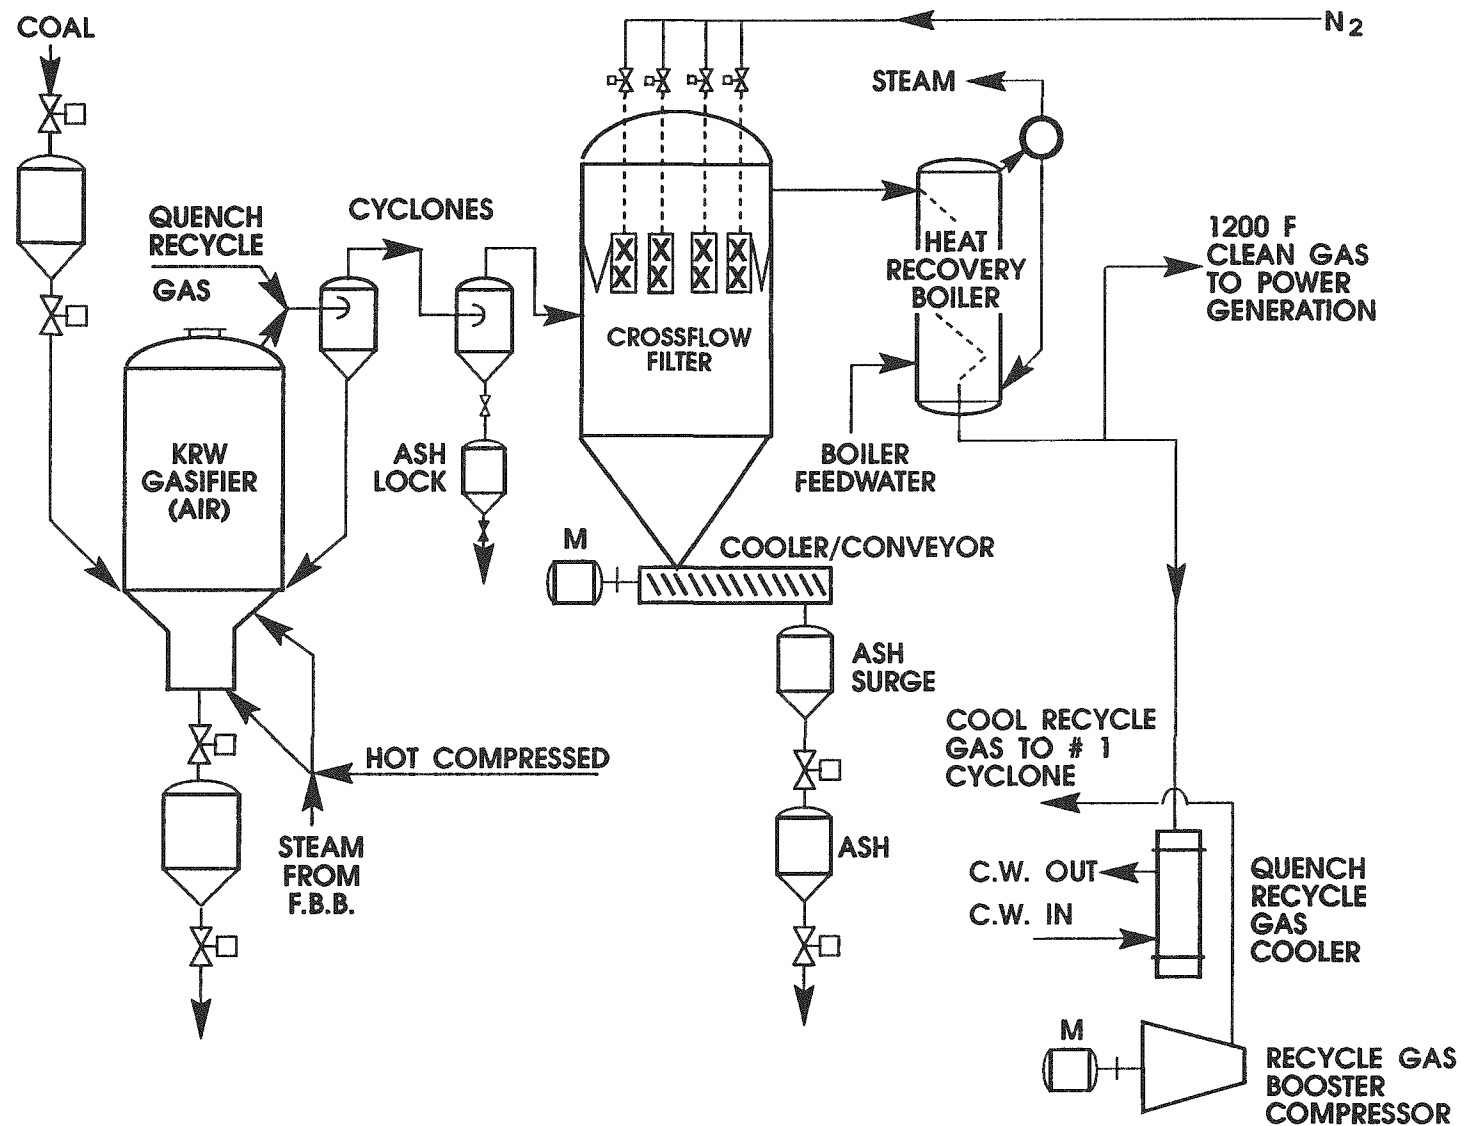 COAL
N2
STEAM
QUENCH
RECYCLE
GAS
CYCLONES
1200 F
CLEAN GAS
TO POWER
GENERATION
HEAT
RECOVERY
BOILER
X X X X
X X X X
CROSSFLOW
FILTER
KRW
GASIFIER
(AIR)
ASH
LOCK
BOILER
FEEDWATER
M
COOLER/CONVEYOR
ASH
SURGE
COOL RECYCLE
GAS TO # 1
CYCLONE
HOT COMPRESSED
STEAM
FROM
F.B.B.
ASH
C.W. OUT
C.W. IN
QUENCH
RECYCLE
GAS
COOLER
M
RECYCLE GAS
BOOSTER
COMPRESSOR